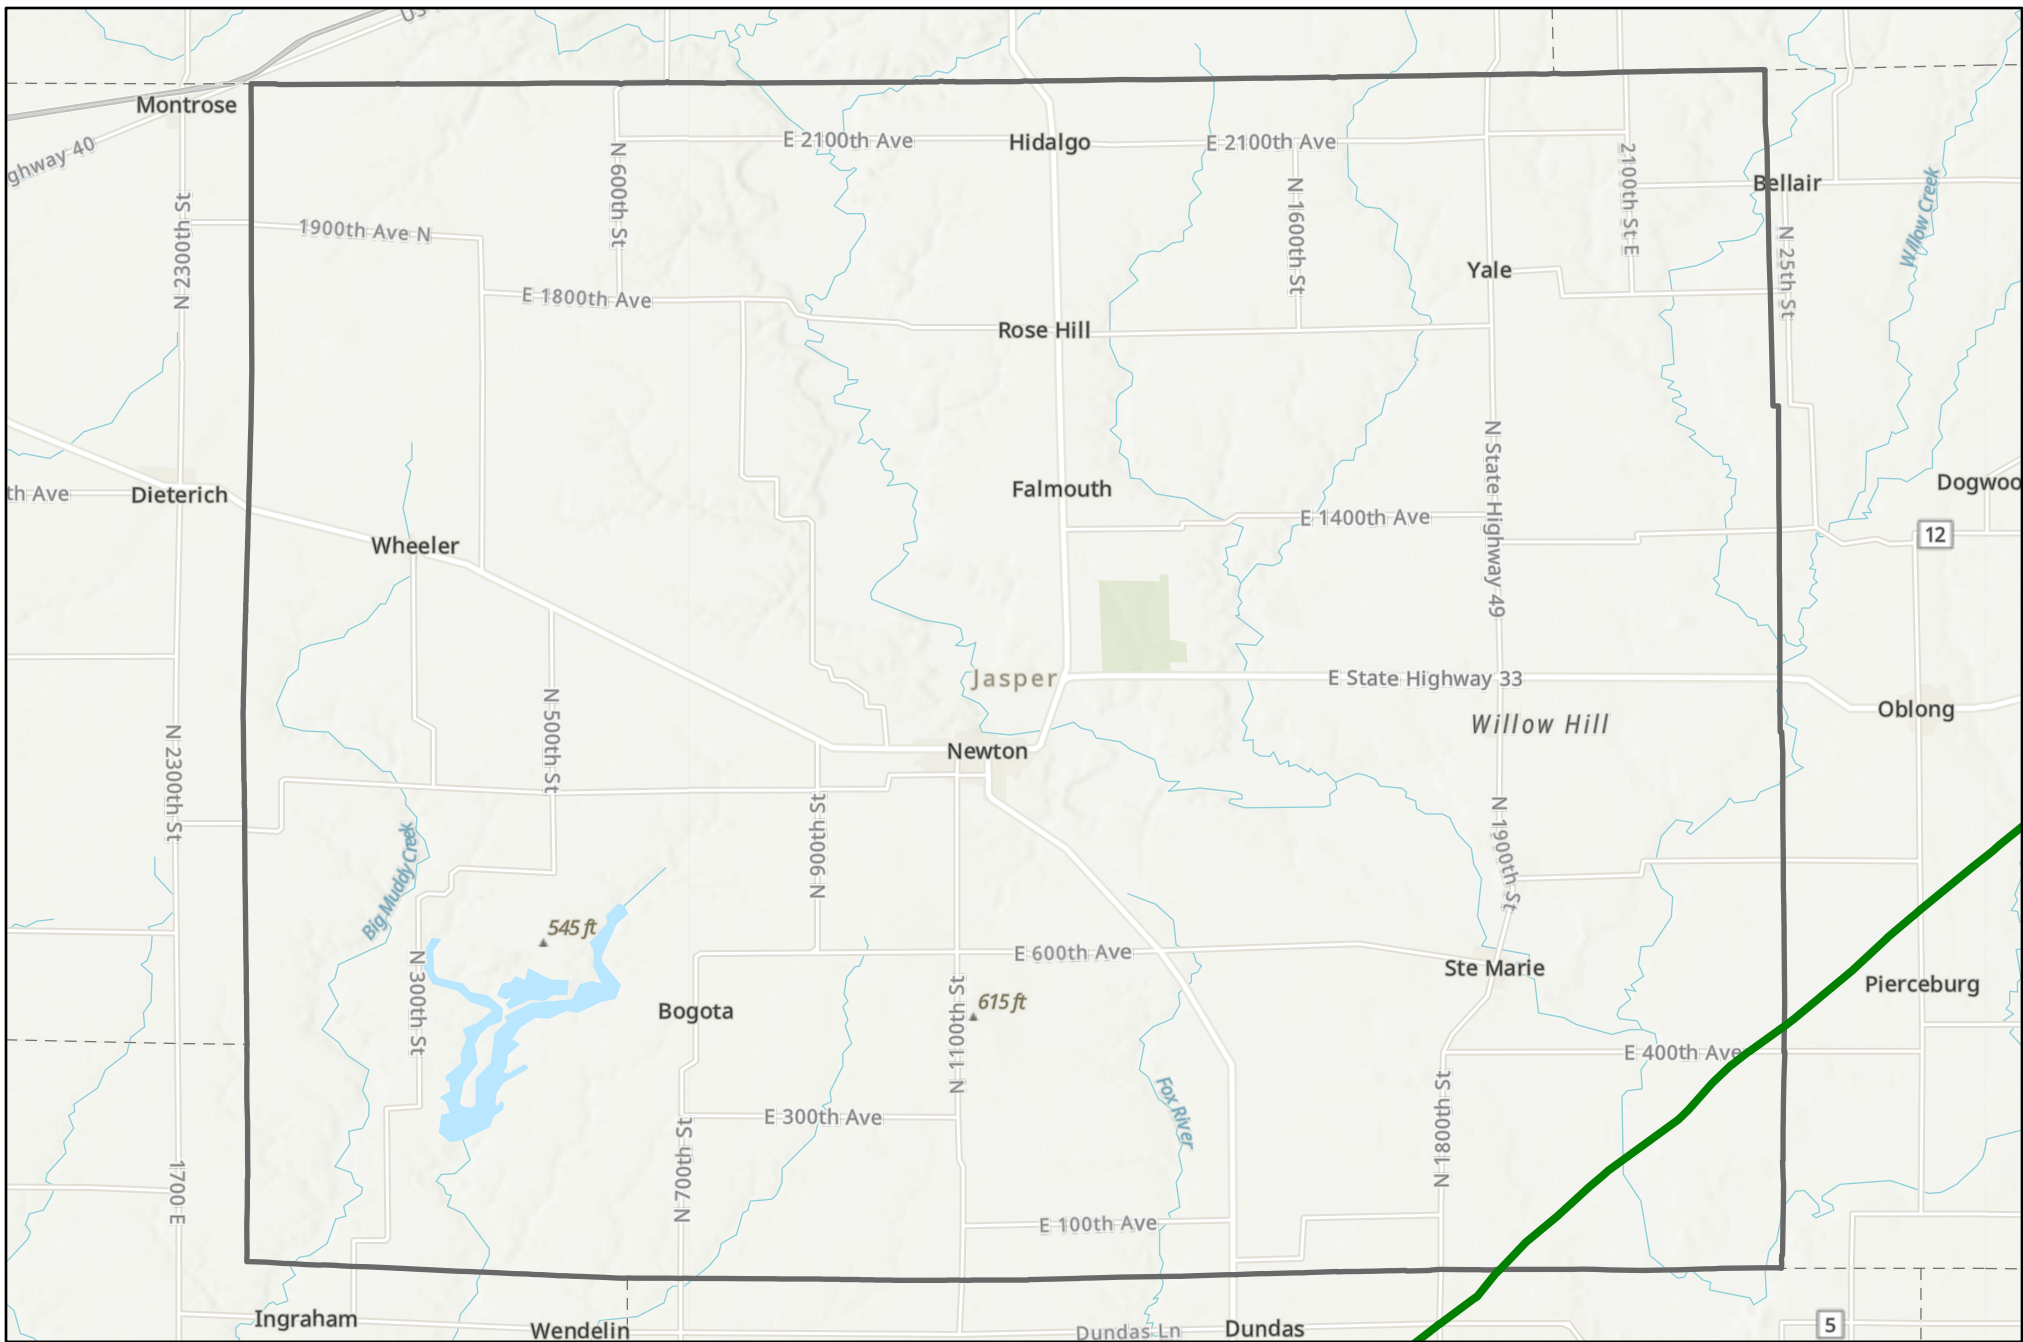 US
Montrose
ghway 40
E 2100th Ave
Hidalgo
E 2100th Ave
N 600th St
2100th St E
Bellair
Willow Creek
N 2300th St
1900th Ave N
N 1600th St
N 25th St
Yale
E 1800th Ave
Rose Hill
th Ave
Dieterich
Wheeler
Falmouth
E 1400th Ave
N State Highway 49
Dogwoo
12
Jasper
E State Highway 33
Willow Hill
Oblong
N 2300th St
N 500th St
Newton
N 900th St
N 1900th St
Big Muddy Creek
545 ft
N 300th St
E 600th Ave
Ste Marie
Pierceburg
Bogota
615 ft
N 1100th St
E 400th Ave
Fox River
N 1800th St
E 300th Ave
N 700th St
1700 E
E 100th Ave
Ingraham
Wendelin
Dundas Ln
Dundas
5